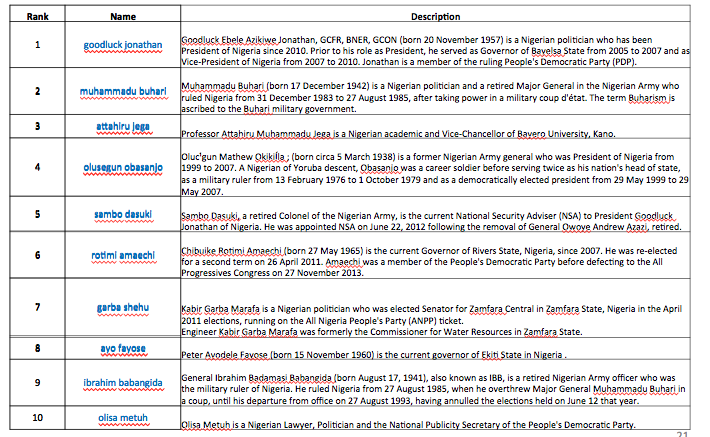 Rank Name Description
1 goodluck jonathan
Goodluck Ebele Azikiwe Jonathan, GCFR, BNER, GCON (born 20 November 1957) is a Nigerian politician who has been
President of Nigeria since 2010. Prior to his role as President, he served as Governor of Bayelsa State from 2005 to 2007 and as
Vice-President of Nigeria from 2007 to 2010. Jonathan is a member of the ruling People's Democratic Party (PDP).
2 muhammadu buhari
Muhammadu Buhari (born 17 December 1942) is a Nigerian politician and a retired Major General in the Nigerian Army who
ruled Nigeria from 31 December 1983 to 27 August 1985, after taking power in a military coup d'état. The term Buharism is
ascribed to the Buhari military government.
3 attahiru jega
Professor Attahiru Muhammadu Jega is a Nigerian academic and Vice-Chancellor of Bayero University, Kano.
4 olusegun obasanjo
Oluc'gun Mathew Okikiỉla ; (born circa 5 March 1938) is a former Nigerian Army general who was President of Nigeria from
1999 to 2007. A Nigerian of Yoruba descent, Obasanjo was a career soldier before serving twice as his nation's head of state,
as a military ruler from 13 February 1976 to 1 October 1979 and as a democratically elected president from 29 May 1999 to 29
May 2007.
5 sambo dasuki
Sambo Dasuki, a retired Colonel of the Nigerian Army, is the current National Security Adviser (NSA) to President Goodluck
Jonathan of Nigeria. He was appointed NSA on June 22, 2012 following the removal of General Owoye Andrew Azazi, retired.
6 rotimi amaechi
Chibuike Rotimi Amaechi (born 27 May 1965) is the current Governor of Rivers State, Nigeria, since 2007. He was re-elected
for a second term on 26 April 2011. Amaechi was a member of the People's Democratic Party before defecting to the All
Progressives Congress on 27 November 2013.
7 garba shehu
Kabir Garba Marafa is a Nigerian politician who was elected Senator for Zamfara Central in Zamfara State, Nigeria in the April
2011 elections, running on the All Nigeria People's Party (ANPP) ticket.
Engineer Kabir Garba Marafa was formerly the Commissioner for Water Resources in Zamfara State.
8 ayo fayose
Peter Ayodele Fayose (born 15 November 1960) is the current governor of Ekiti State in Nigeria .
9 ibrahim babangida
General Ibrahim Badamasi Babangida (born August 17, 1941), also known as IBB, is a retired Nigerian Army officer who was
the military ruler of Nigeria. He ruled Nigeria from 27 August 1985, when he overthrew Major General Muhammadu Buhari in
a coup, until his departure from office on 27 August 1993, having annulled the elections held on June 12 that year.
10 olisa metuh
Olisa Metuh is a Nigerian Lawyer, Politician and the National Publicity Secretary of the People's Democratic Party.
21